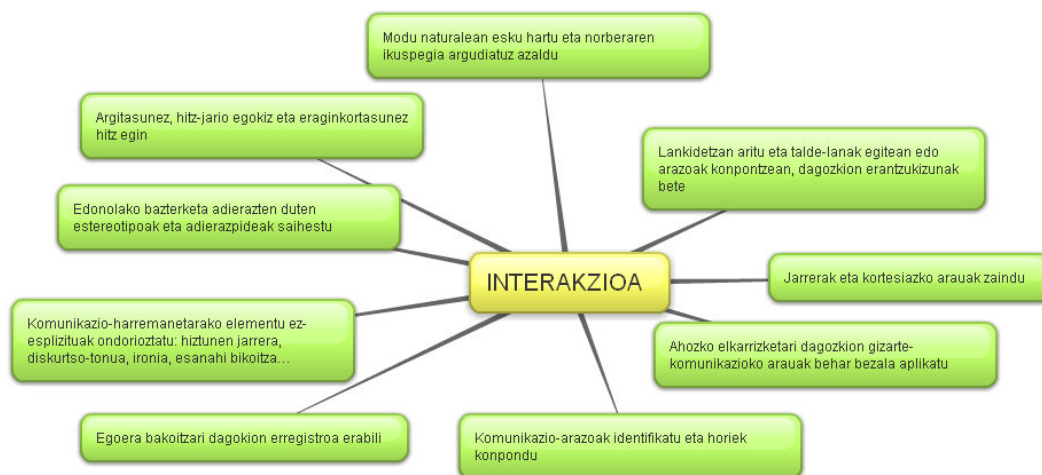 Modu naturalean esku hartu eta norberaren
ikuspegia argudiatuz azaldu
Argitasunez, hitz-jario egokiz eta eraginkortasunez
hitz egin
Lankidetzan aritu eta talde-lanak egitean edo
arazoak konpontzean, dagozkion erantzukizunak
bete
Edonolako bazterketa adierazten duten
estereotipoak eta adierazpideak saihestu
INTERAKZIOA
Jarrerak eta kortesiazko arauak zaindu
Komunikazio-harremanetarako elementu ez-
esplizituak ondorioztatu: hiztunen jarrera,
diskurtso-tonua, ironia, esanahi bikoitza...
Ahozko elkarrizketari dagozkion gizarte-
komunikazioko arauak behar bezala aplikatu
Egoera bakoitzari dagokion erregistroa erabili
Komunikazio-arazoak identifikatu eta horiek
konpondu